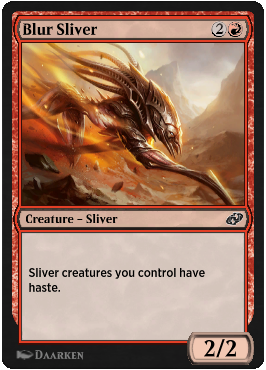 Blur Sliver 2
Creature – Sliver
Sliver creatures you control have
haste.
DAARKEN
2/2